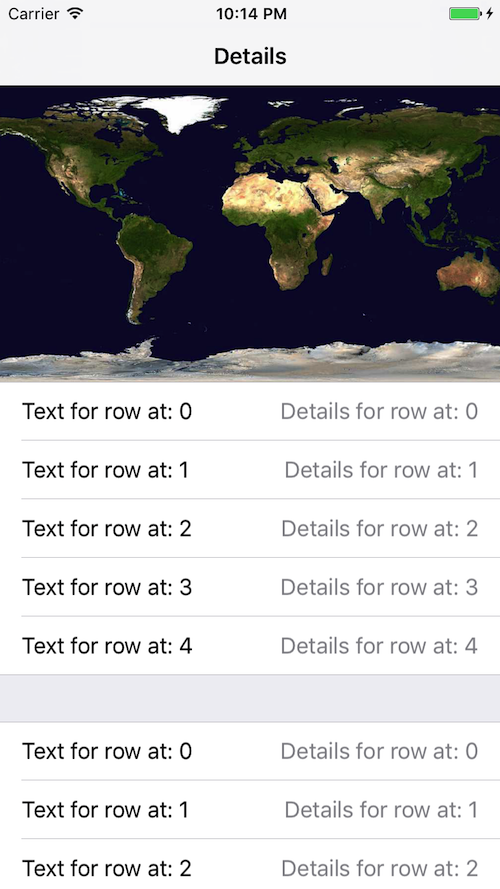 Carrier 10:14 PM
Details
Text for row at: 0 Details for row at: 0
Text for row at: 1 Details for row at: 1
Text for row at: 2 Details for row at: 2
Text for row at: 3 Details for row at: 3
Text for row at: 4 Details for row at: 4
Text for row at: 0 Details for row at: 0
Text for row at: 1 Details for row at: 1
Text for row at: 2 Details for row at: 2